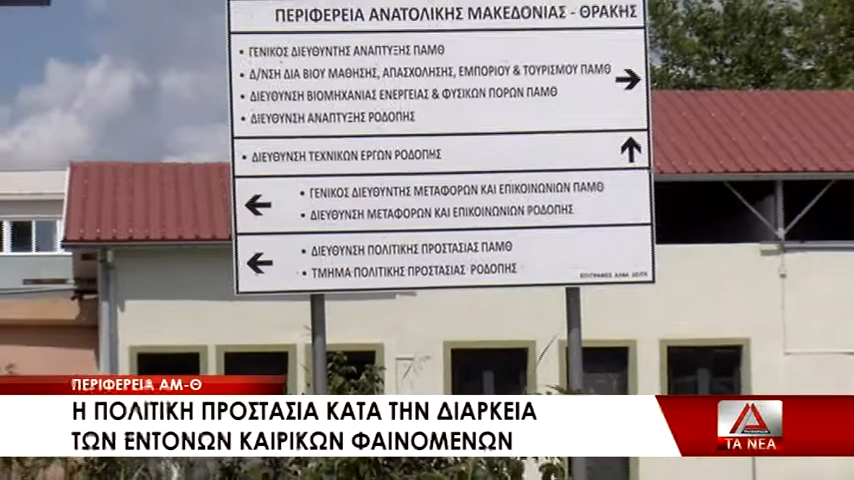 ΠΕΡΙΦΕΡΕΙΑ ΑΝΑΤΟΛΙΚΗΣ ΜΑΚΕΔΟΝΙΑΣ - ΘΡΑΚΗΣ
• ΓΕΝΙΚΟΣ ΔΙΕΥΘΥΝΤΗΣ ΑΝΑΠΤΥΞΗΣ ΠΑΜΘ
• Δ/ΝΣΗ ΔΙΑ ΒΙΟΥ ΜΑΘΗΣΗΣ, ΑΠΑΣΧΟΛΗΣΗΣ, ΕΜΠΟΡΙΟΥ & ΤΟΥΡΙΣΜΟΥ ΠΑΜΘ
• ΔΙΕΥΘΥΝΣΗ ΒΙΟΜΗΧΑΝΙΑΣ ΕΝΕΡΓΕΙΑΣ & ΦΥΣΙΚΩΝ ΠΟΡΩΝ ΠΑΜΘ
• ΔΙΕΥΘΥΝΣΗ ΑΝΑΠΤΥΞΗΣ ΡΟΔΟΠΗΣ
• ΔΙΕΥΘΥΝΣΗ ΤΕΧΝΙΚΩΝ ΕΡΓΩΝ ΡΟΔΟΠΗΣ
• ΓΕΝΙΚΟΣ ΔΙΕΥΘΥΝΤΗΣ ΜΕΤΑΦΟΡΩΝ ΚΑΙ ΕΠΙΚΟΙΝΩΝΙΩΝ ΠΑΜΘ
• ΔΙΕΥΘΥΝΣΗ ΜΕΤΑΦΟΡΩΝ ΚΑΙ ΕΠΙΚΟΙΝΩΝΙΩΝ ΡΟΔΟΠΗΣ
• ΔΙΕΥΘΥΝΣΗ ΠΟΛΙΤΙΚΗΣ ΠΡΟΣΤΑΣΙΑΣ ΠΑΜΘ
• ΤΜΗΜΑ ΠΟΛΙΤΙΚΗΣ ΠΡΟΣΤΑΣΙΑΣ ΡΟΔΟΠΗΣ
ΠΕΡΙΦΕΡΕΙΑ ΑΜ-Θ
Η ΠΟΛΙΤΙΚΗ ΠΡΟΣΤΑΣΙΑ ΚΑΤΑ ΤΗΝ ΔΙΑΡΚΕΙΑ
ΤΩΝ ΕΝΤΟΝΩΝ ΚΑΙΡΙΚΩΝ ΦΑΙΝΟΜΕΝΩΝ
ΤΑ ΝΕΑ